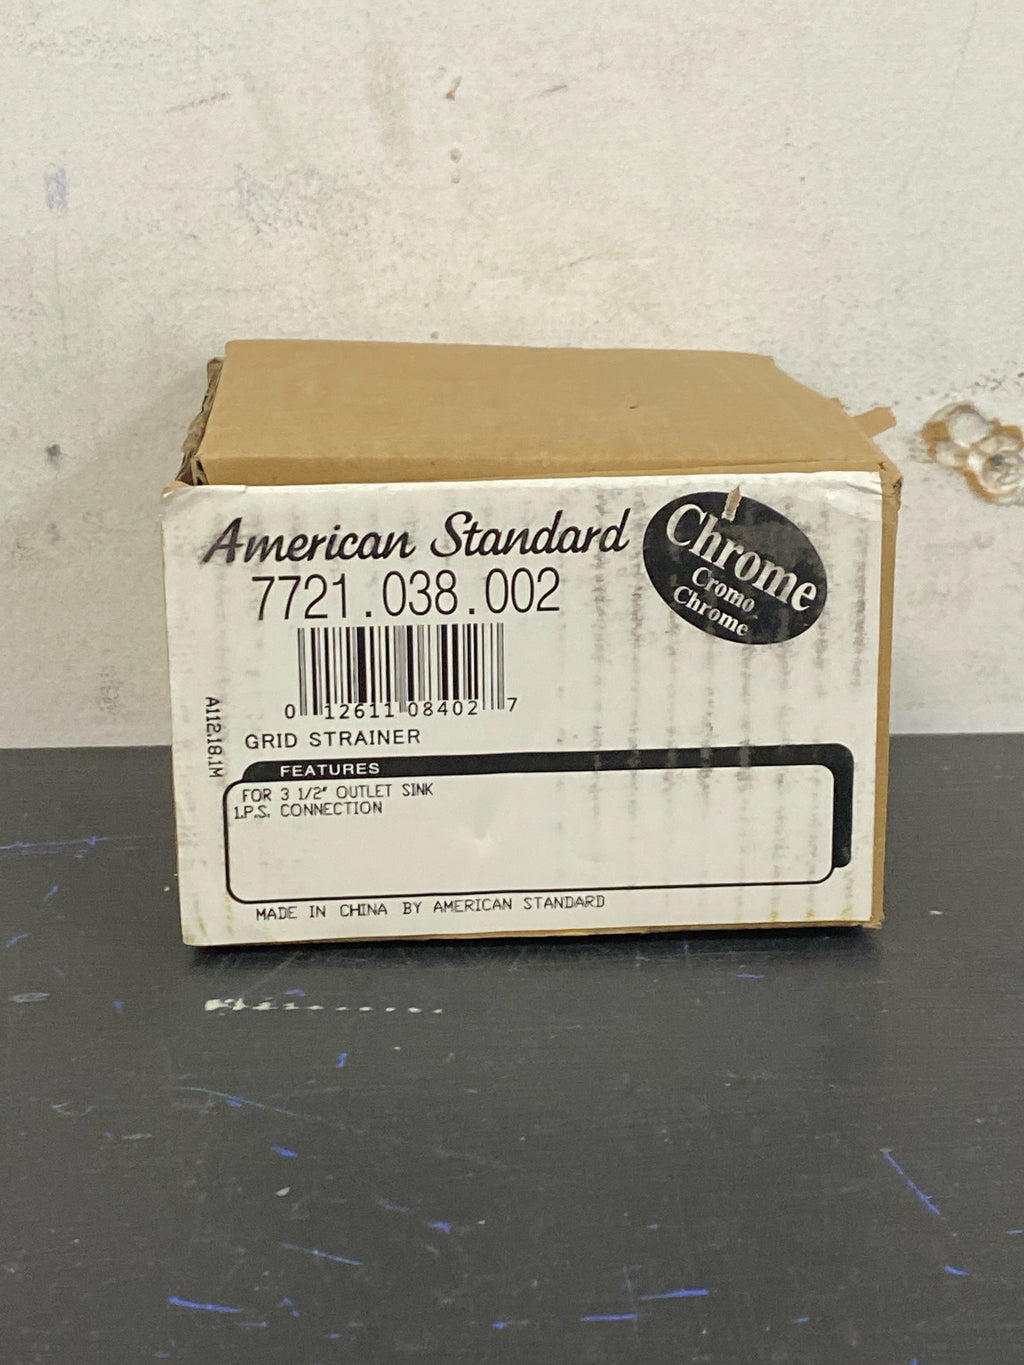 American Standard
7721.038.002
Chrome
Cromo
Chrome
0 12611 08402 7
A112.18.1M
GRID STRAINER
FEATURES
FOR 3 1/2" OUTLET SINK
I.P.S. CONNECTION
MADE IN CHINA BY AMERICAN STANDARD